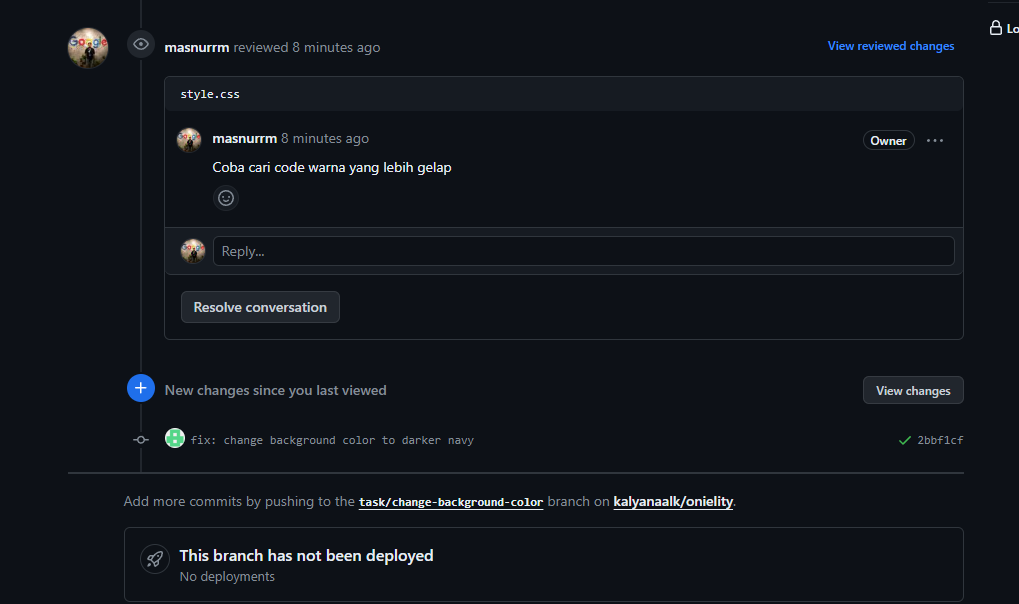 masnurrm reviewed 8 minutes ago
View reviewed changes
style.css
masnurrm 8 minutes ago
Owner
Coba cari code warna yang lebih gelap
Reply...
Resolve conversation
New changes since you last viewed
View changes
fix: change background color to darker navy
2bbf1cf
Add more commits by pushing to the task/change-background-color branch on kalyanaalk/onielity.
This branch has not been deployed
No deployments